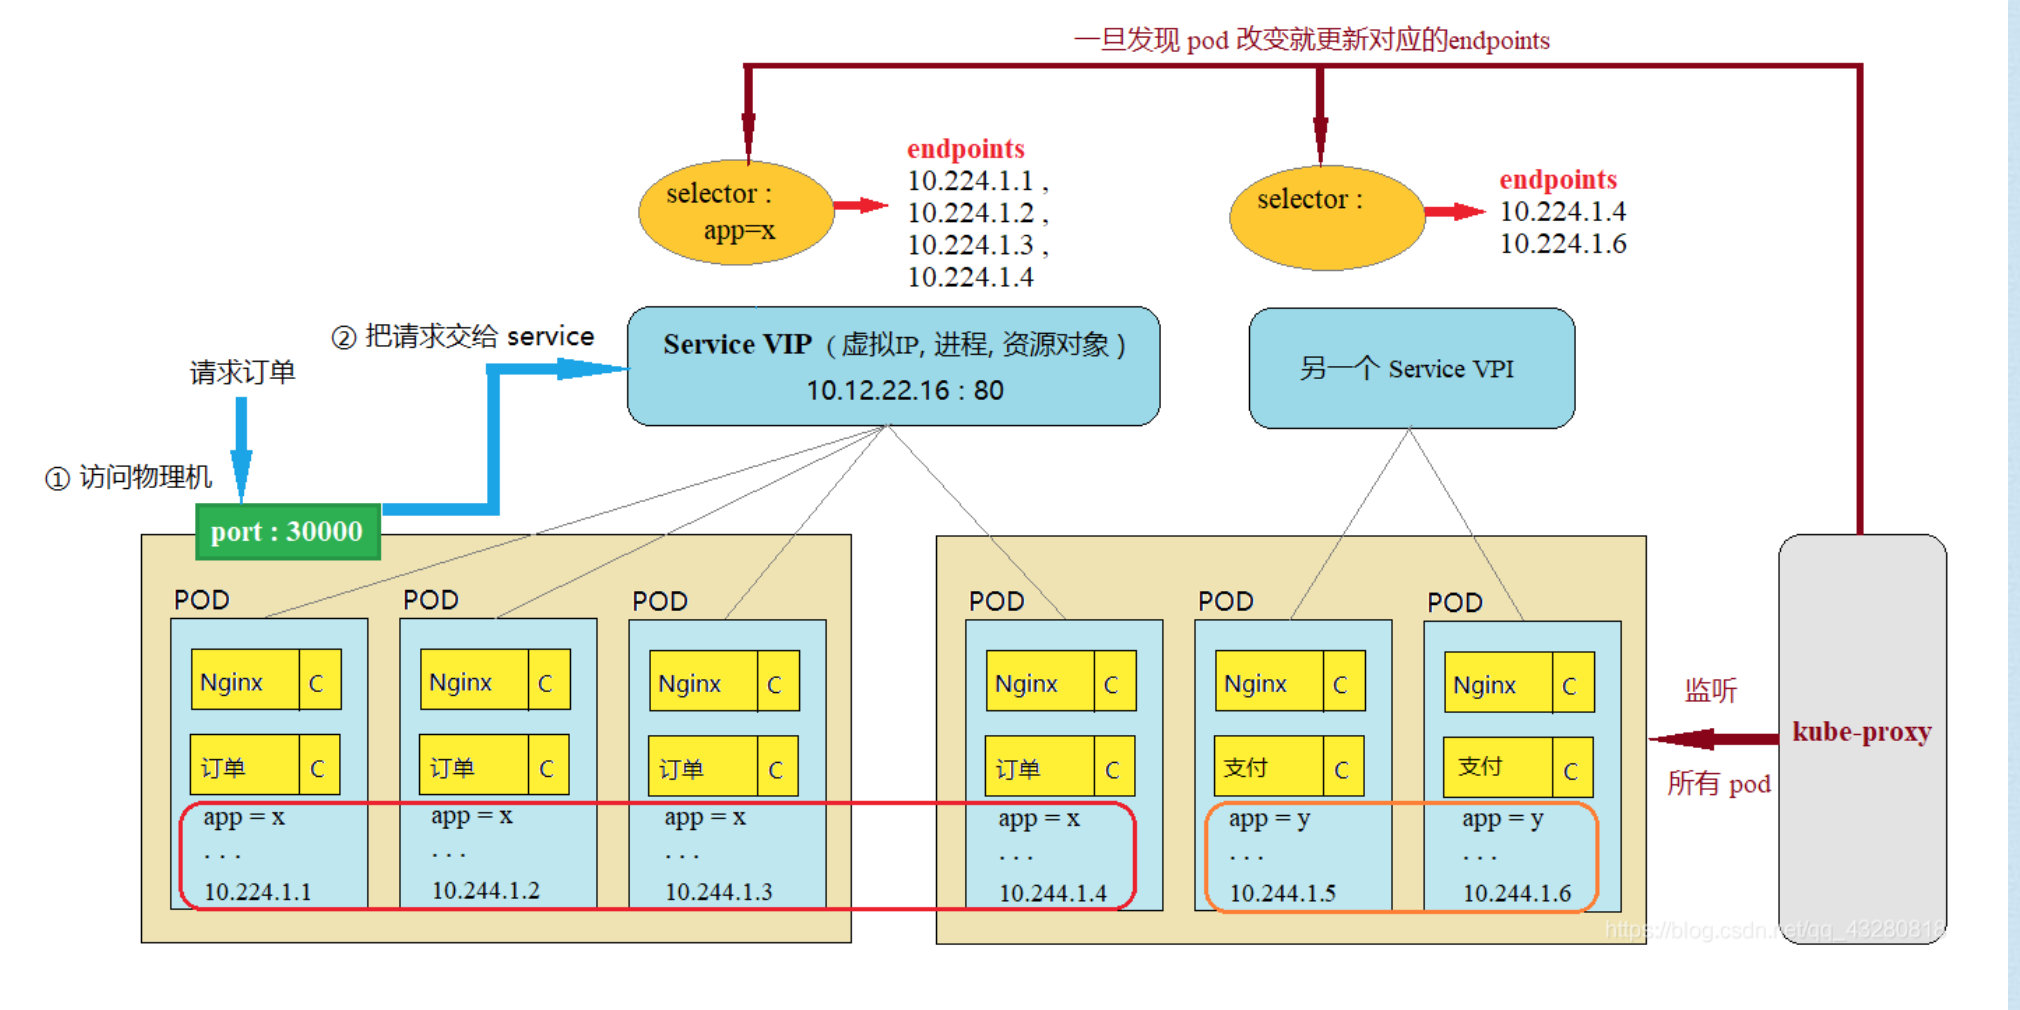 一旦发现 pod 改变就更新对应的endpoints
selector :
app=x
endpoints
10.224.1.1 ,
10.224.1.2 ,
10.224.1.3 ,
10.224.1.4
selector :
endpoints
10.224.1.4
10.224.1.6
② 把请求交给 service
请求订单
① 访问物理机
port : 30000
Service VIP ( 虚拟IP, 进程, 资源对象 )
10.12.22.16 : 80
另一个 Service VPI
POD
Nginx C
订单 C
app = x
. . .
10.224.1.1
POD
Nginx C
订单 C
app = x
. . .
10.244.1.2
POD
Nginx C
订单 C
app = x
. . .
10.244.1.3
POD
Nginx C
订单 C
app = x
. . .
10.244.1.4
POD
Nginx C
支付 C
app = y
. . .
10.244.1.5
POD
Nginx C
支付 C
app = y
. . .
10.244.1.6
监听
所有 pod
kube-proxy
https://blog.csdn.net/qq_43280818